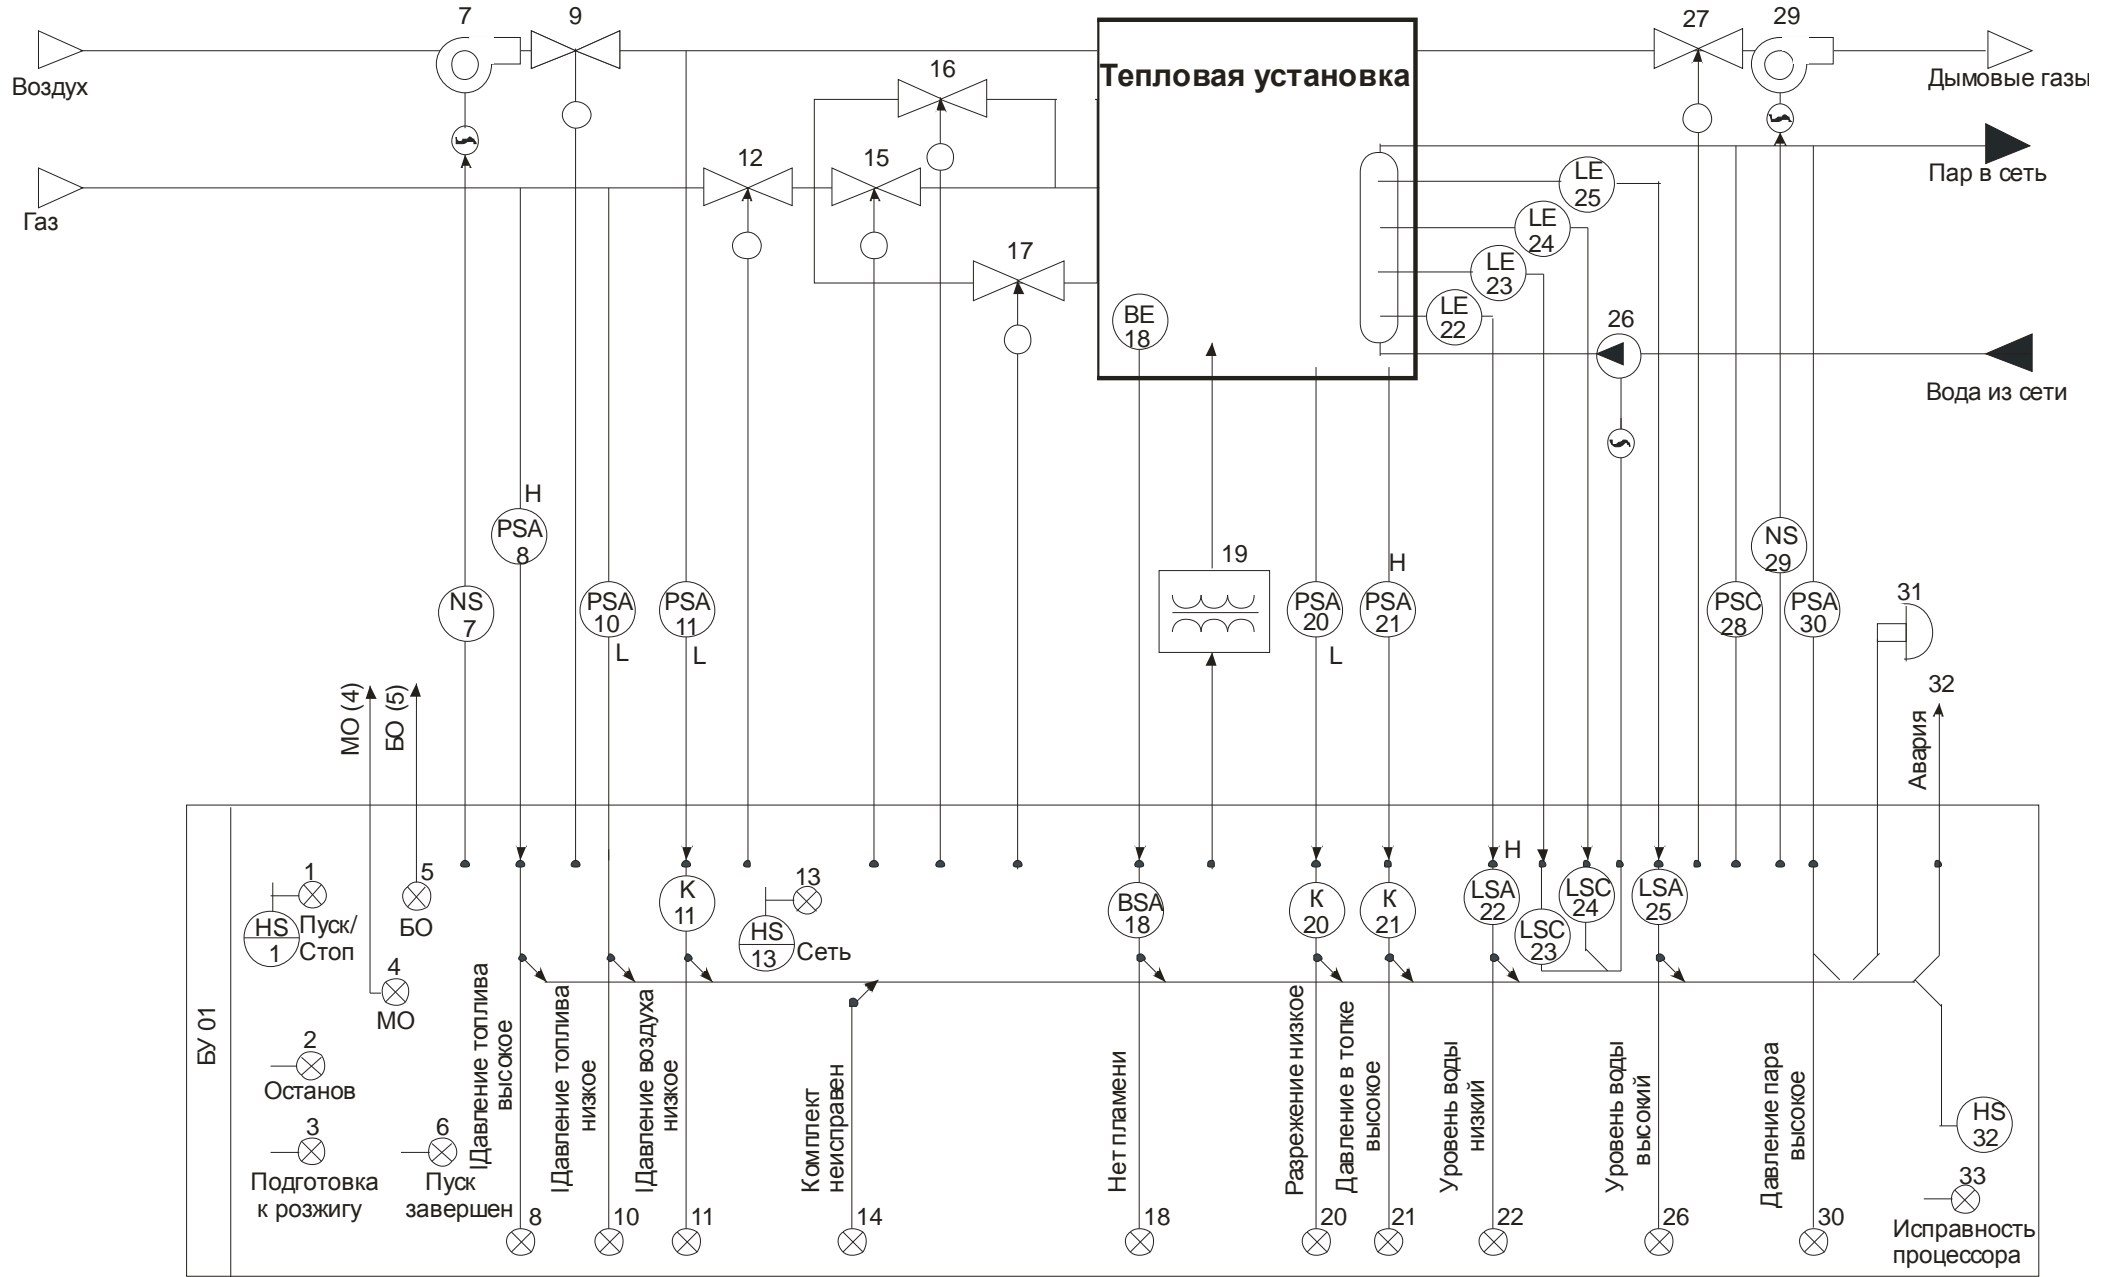 7
9
27
29
Воздух
Тепловая установка
Дымовые газы
16
12
15
Газ
Пар в сеть
LE
25
LE
24
17
LE
23
BE
18
LE
22
26
Вода из сети
H
PSA
8
NS
7
PSA
10
L
PSA
11
L
19
PSA
20
L
H
PSA
21
PSC
28
NS
29
PSA
30
31
32
МО (4)
БО (5)
Авария
БУ 01
1
HS
1
Пуск/
Стоп
5
БО
4
МО
2
Останов
3
Подготовка
к розжигу
6
Пуск
завершен
K
11
13
HS
13
Сеть
BSA
18
К
20
К
21
H
LSA
22
LSC
23
LSC
24
LSA
25
IДавление топлива
высокое
IДавление топлива
низкое
IДавление воздуха
низкое
Комплект
неисправен
Нет пламени
Разрежение низкое
Давление в топке
высокое
Уровень воды
низкий
Уровень воды
высокий
Давление пара
высокое
HS
32
33
Исправность
процессора
8
10
11
14
18
20
21
22
26
30